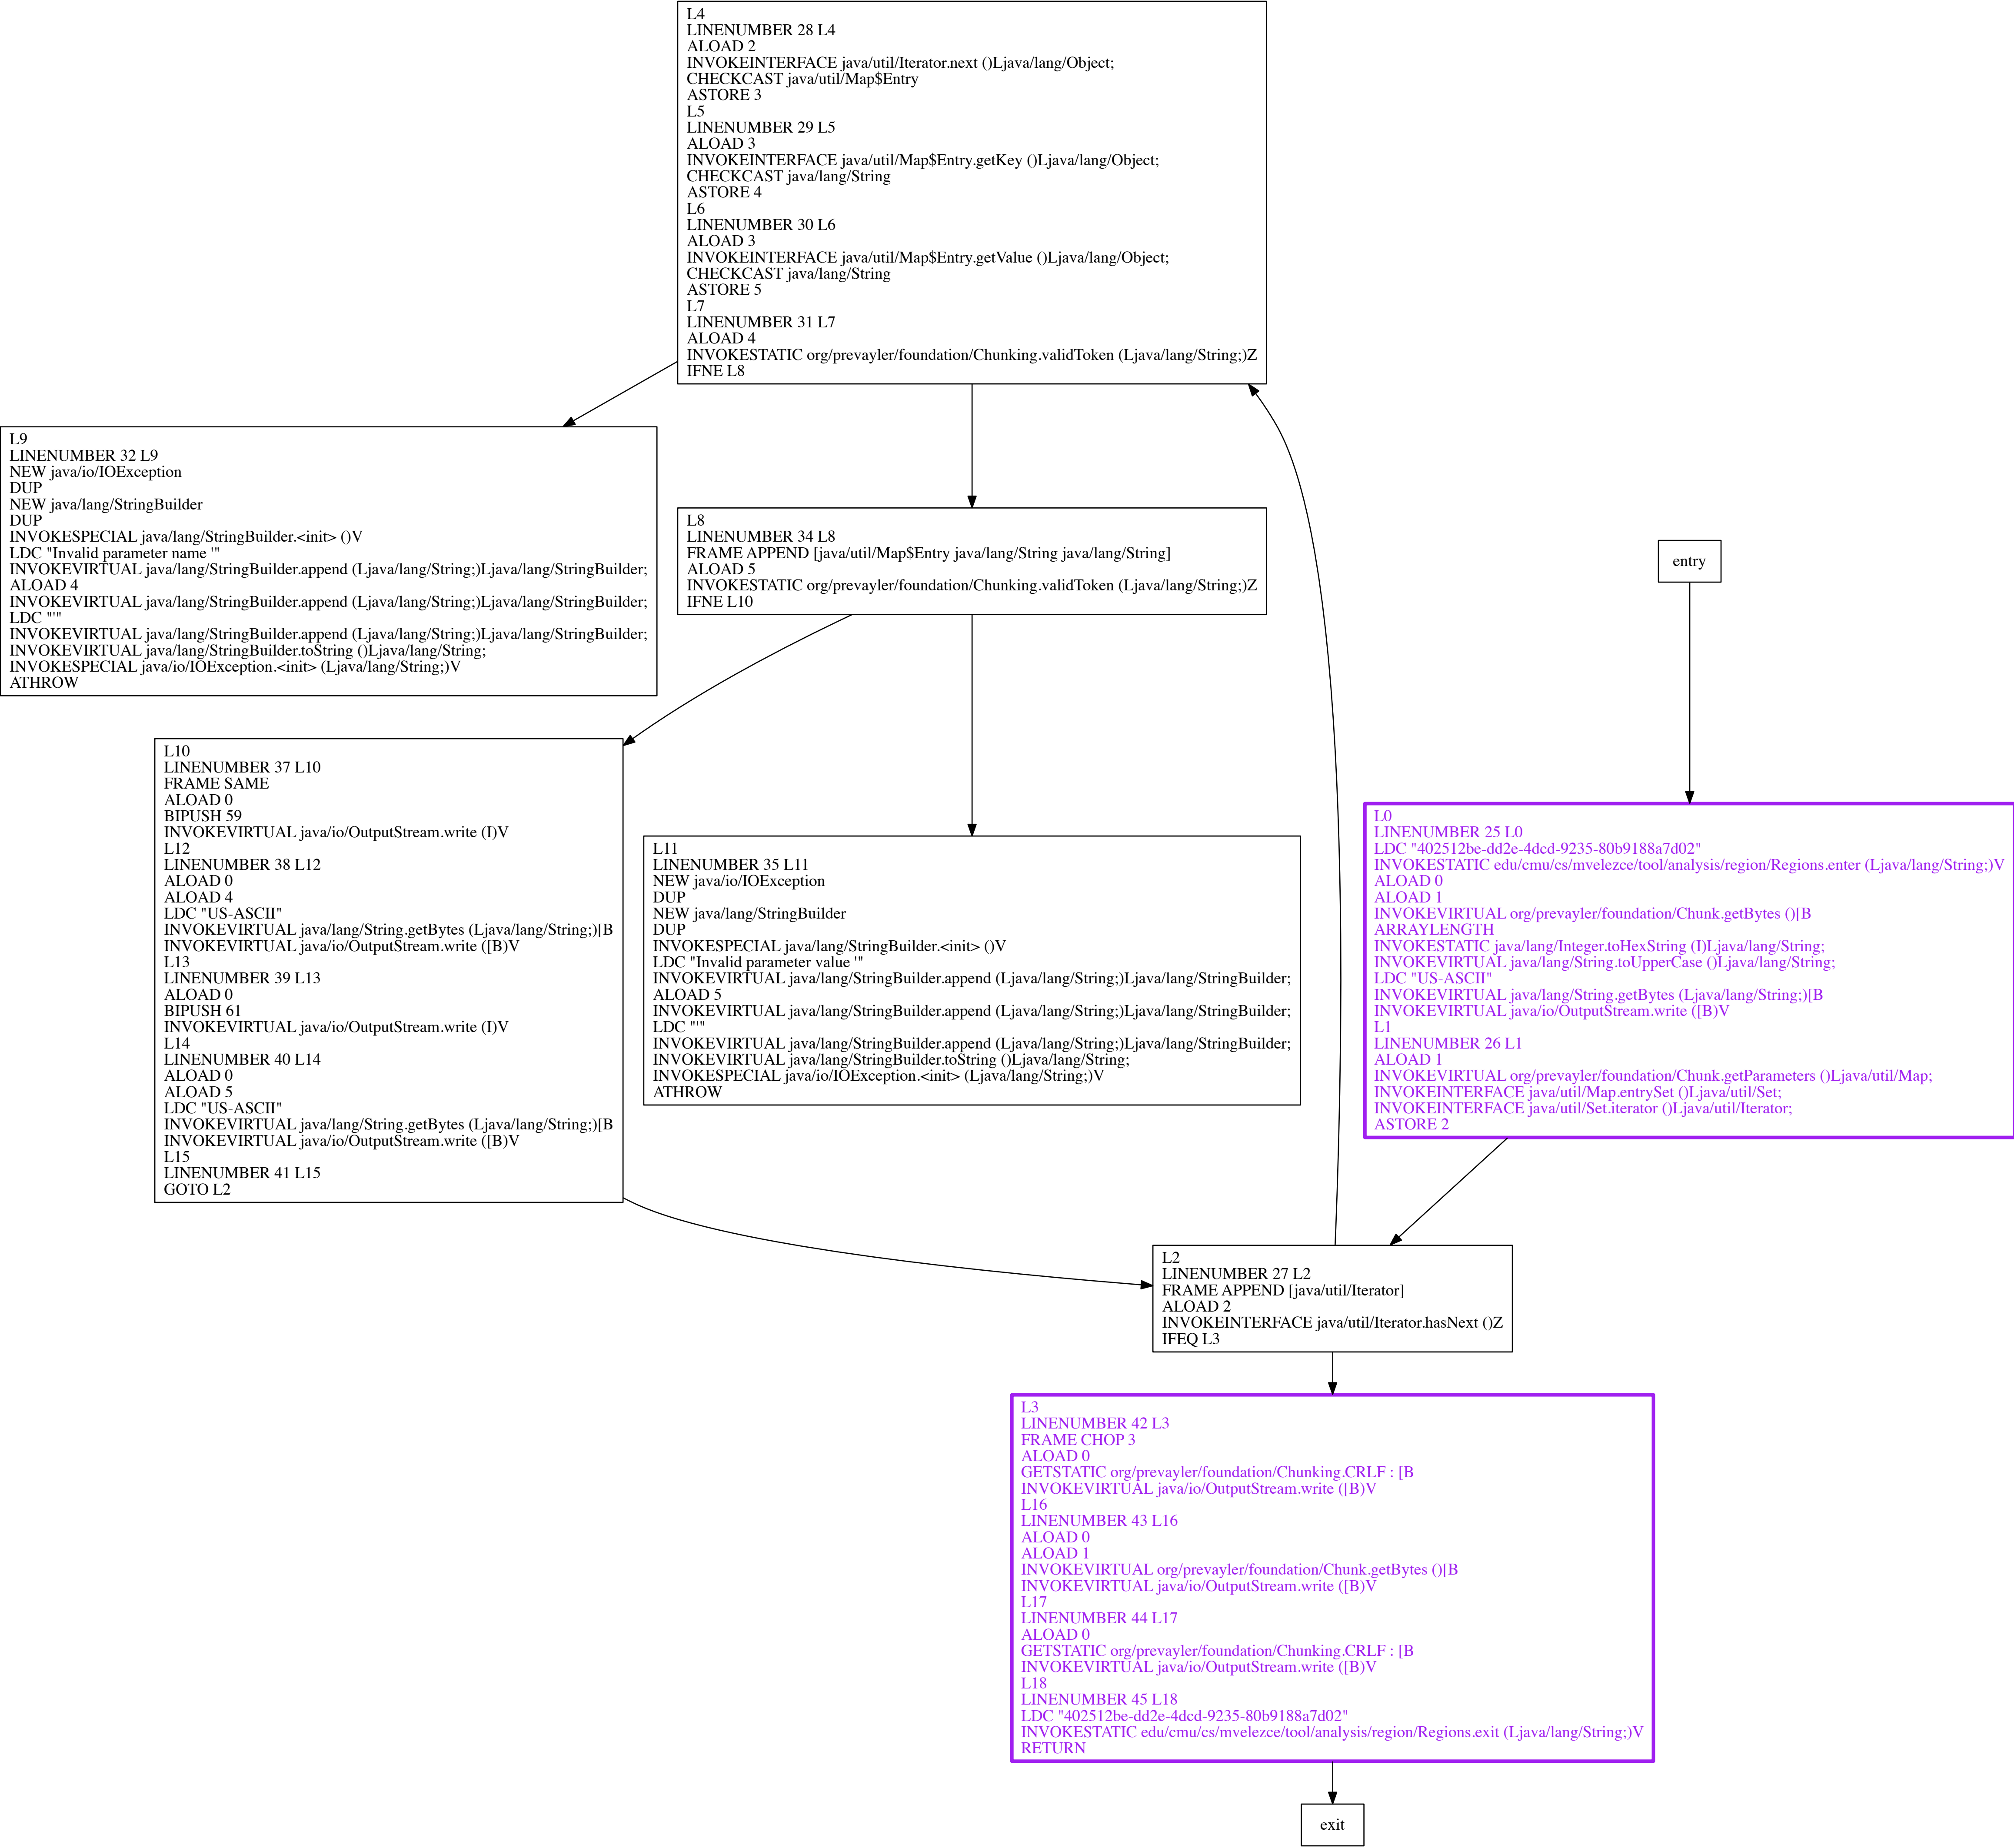 L4
LINENUMBER 28 L4
ALOAD 2
INVOKEINTERFACE java/util/Iterator.next ()Ljava/lang/Object;
CHECKCAST java/util/Map$Entry
ASTORE 3
L5
LINENUMBER 29 L5
ALOAD 3
INVOKEINTERFACE java/util/Map$Entry.getKey ()Ljava/lang/Object;
CHECKCAST java/lang/String
ASTORE 4
L6
LINENUMBER 30 L6
ALOAD 3
INVOKEINTERFACE java/util/Map$Entry.getValue ()Ljava/lang/Object;
CHECKCAST java/lang/String
ASTORE 5
L7
LINENUMBER 31 L7
ALOAD 4
INVOKESTATIC org/prevayler/foundation/Chunking.validToken (Ljava/lang/String;)Z
IFNE L8
L9
LINENUMBER 32 L9
NEW java/io/IOException
DUP
NEW java/lang/StringBuilder
DUP
INVOKESPECIAL java/lang/StringBuilder.<init> ()V
LDC "Invalid parameter name '"
INVOKEVIRTUAL java/lang/StringBuilder.append (Ljava/lang/String;)Ljava/lang/StringBuilder;
ALOAD 4
INVOKEVIRTUAL java/lang/StringBuilder.append (Ljava/lang/String;)Ljava/lang/StringBuilder;
LDC "'"
INVOKEVIRTUAL java/lang/StringBuilder.append (Ljava/lang/String;)Ljava/lang/StringBuilder;
INVOKEVIRTUAL java/lang/StringBuilder.toString ()Ljava/lang/String;
INVOKESPECIAL java/io/IOException.<init> (Ljava/lang/String;)V
ATHROW
L8
LINENUMBER 34 L8
FRAME APPEND [java/util/Map$Entry java/lang/String java/lang/String]
ALOAD 5
INVOKESTATIC org/prevayler/foundation/Chunking.validToken (Ljava/lang/String;)Z
IFNE L10
entry
L10
LINENUMBER 37 L10
FRAME SAME
ALOAD 0
BIPUSH 59
INVOKEVIRTUAL java/io/OutputStream.write (I)V
L12
LINENUMBER 38 L12
ALOAD 0
ALOAD 4
LDC "US-ASCII"
INVOKEVIRTUAL java/lang/String.getBytes (Ljava/lang/String;)[B
INVOKEVIRTUAL java/io/OutputStream.write ([B)V
L13
LINENUMBER 39 L13
ALOAD 0
BIPUSH 61
INVOKEVIRTUAL java/io/OutputStream.write (I)V
L14
LINENUMBER 40 L14
ALOAD 0
ALOAD 5
LDC "US-ASCII"
INVOKEVIRTUAL java/lang/String.getBytes (Ljava/lang/String;)[B
INVOKEVIRTUAL java/io/OutputStream.write ([B)V
L15
LINENUMBER 41 L15
GOTO L2
L11
LINENUMBER 35 L11
NEW java/io/IOException
DUP
NEW java/lang/StringBuilder
DUP
INVOKESPECIAL java/lang/StringBuilder.<init> ()V
LDC "Invalid parameter value '"
INVOKEVIRTUAL java/lang/StringBuilder.append (Ljava/lang/String;)Ljava/lang/StringBuilder;
ALOAD 5
INVOKEVIRTUAL java/lang/StringBuilder.append (Ljava/lang/String;)Ljava/lang/StringBuilder;
LDC "'"
INVOKEVIRTUAL java/lang/StringBuilder.append (Ljava/lang/String;)Ljava/lang/StringBuilder;
INVOKEVIRTUAL java/lang/StringBuilder.toString ()Ljava/lang/String;
INVOKESPECIAL java/io/IOException.<init> (Ljava/lang/String;)V
ATHROW
L0
LINENUMBER 25 L0
LDC "402512be-dd2e-4dcd-9235-80b9188a7d02"
INVOKESTATIC edu/cmu/cs/mvelezce/tool/analysis/region/Regions.enter (Ljava/lang/String;)V
ALOAD 0
ALOAD 1
INVOKEVIRTUAL org/prevayler/foundation/Chunk.getBytes ()[B
ARRAYLENGTH
INVOKESTATIC java/lang/Integer.toHexString (I)Ljava/lang/String;
INVOKEVIRTUAL java/lang/String.toUpperCase ()Ljava/lang/String;
LDC "US-ASCII"
INVOKEVIRTUAL java/lang/String.getBytes (Ljava/lang/String;)[B
INVOKEVIRTUAL java/io/OutputStream.write ([B)V
L1
LINENUMBER 26 L1
ALOAD 1
INVOKEVIRTUAL org/prevayler/foundation/Chunk.getParameters ()Ljava/util/Map;
INVOKEINTERFACE java/util/Map.entrySet ()Ljava/util/Set;
INVOKEINTERFACE java/util/Set.iterator ()Ljava/util/Iterator;
ASTORE 2
L2
LINENUMBER 27 L2
FRAME APPEND [java/util/Iterator]
ALOAD 2
INVOKEINTERFACE java/util/Iterator.hasNext ()Z
IFEQ L3
L3
LINENUMBER 42 L3
FRAME CHOP 3
ALOAD 0
GETSTATIC org/prevayler/foundation/Chunking.CRLF : [B
INVOKEVIRTUAL java/io/OutputStream.write ([B)V
L16
LINENUMBER 43 L16
ALOAD 0
ALOAD 1
INVOKEVIRTUAL org/prevayler/foundation/Chunk.getBytes ()[B
INVOKEVIRTUAL java/io/OutputStream.write ([B)V
L17
LINENUMBER 44 L17
ALOAD 0
GETSTATIC org/prevayler/foundation/Chunking.CRLF : [B
INVOKEVIRTUAL java/io/OutputStream.write ([B)V
L18
LINENUMBER 45 L18
LDC "402512be-dd2e-4dcd-9235-80b9188a7d02"
INVOKESTATIC edu/cmu/cs/mvelezce/tool/analysis/region/Regions.exit (Ljava/lang/String;)V
RETURN
exit